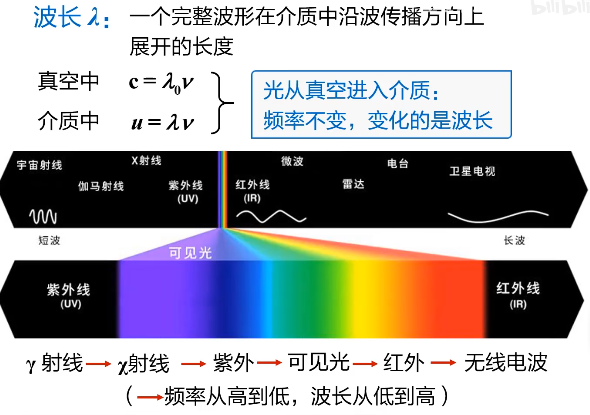 波长 λ： 一个完整波形在介质中沿波传播方向上
展开的长度
真空中 c = λ₀ν
介质中 u = λν
光从真空进入介质：
频率不变，变化的是波长
宇宙射线 X射线 微波 电台 卫星电视
伽马射线 紫外线 红外线 雷达
(UV) (IR)
短波 长波
可见光
紫外线 红外线
(UV) (IR)
γ 射线→χ射线 →紫外→可见光→红外→无线电波
（→频率从高到低，波长从低到高）
bilibili